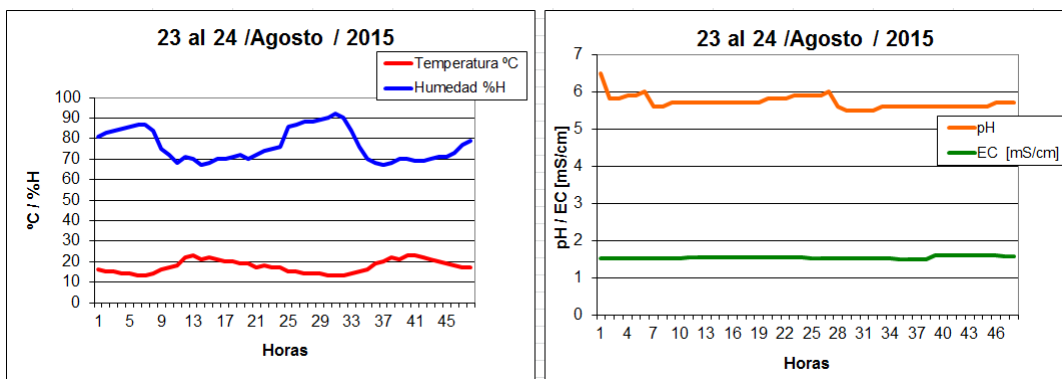 23 al 24 /Agosto / 2015
Temperatura ºC
Humedad %H
100
90
80
70
60
50
40
30
20
10
0
ºC / %H
1 5 9 13 17 21 25 29 33 37 41 45
Horas
23 al 24 /Agosto / 2015
7
6
5
4
3
2
1
0
pH / EC [mS/cm]
pH
EC [mS/cm]
1 4 7 10 13 16 19 22 25 28 31 34 37 40 43 46
Horas